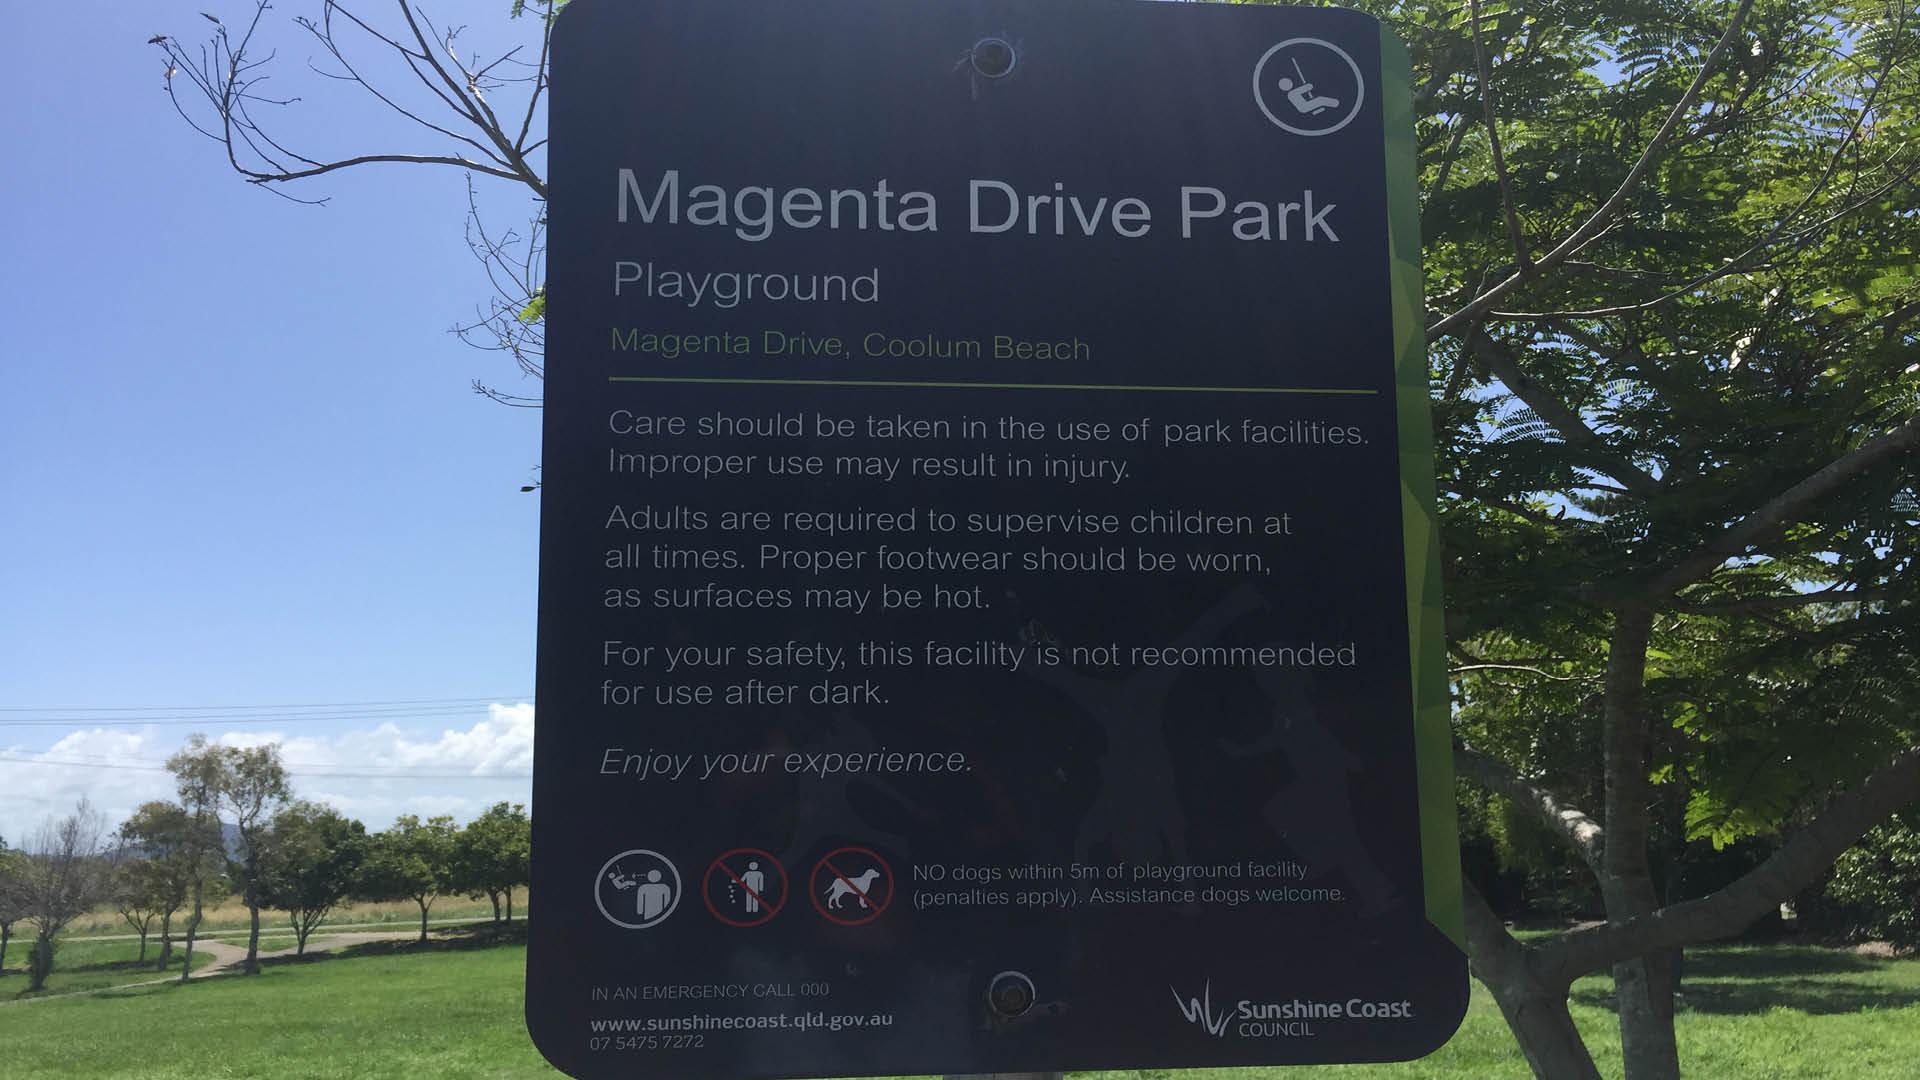 Magenta Drive Park
Playground
Magenta Drive, Coolum Beach
Care should be taken in the use of park facilities.
Improper use may result in injury.
Adults are required to supervise children at
all times. Proper footwear should be worn,
as surfaces may be hot.
For your safety, this facility is not recommended
for use after dark.
Enjoy your experience.
NO dogs within 5m of playground facility
(penalties apply). Assistance dogs welcome.
IN AN EMERGENCY CALL 000
www.sunshinecoast.qld.gov.au
07 5475 7272
Sunshine Coast
COUNCIL